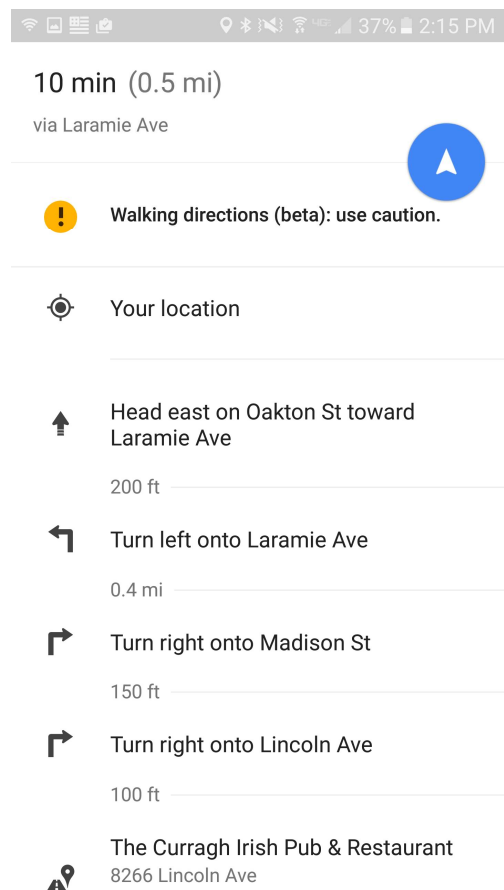 37% 2:15 PM
10 min (0.5 mi)
via Laramie Ave
Walking directions (beta): use caution.
Your location
Head east on Oakton St toward
Laramie Ave
200 ft
Turn left onto Laramie Ave
0.4 mi
Turn right onto Madison St
150 ft
Turn right onto Lincoln Ave
100 ft
The Curragh Irish Pub & Restaurant
8266 Lincoln Ave